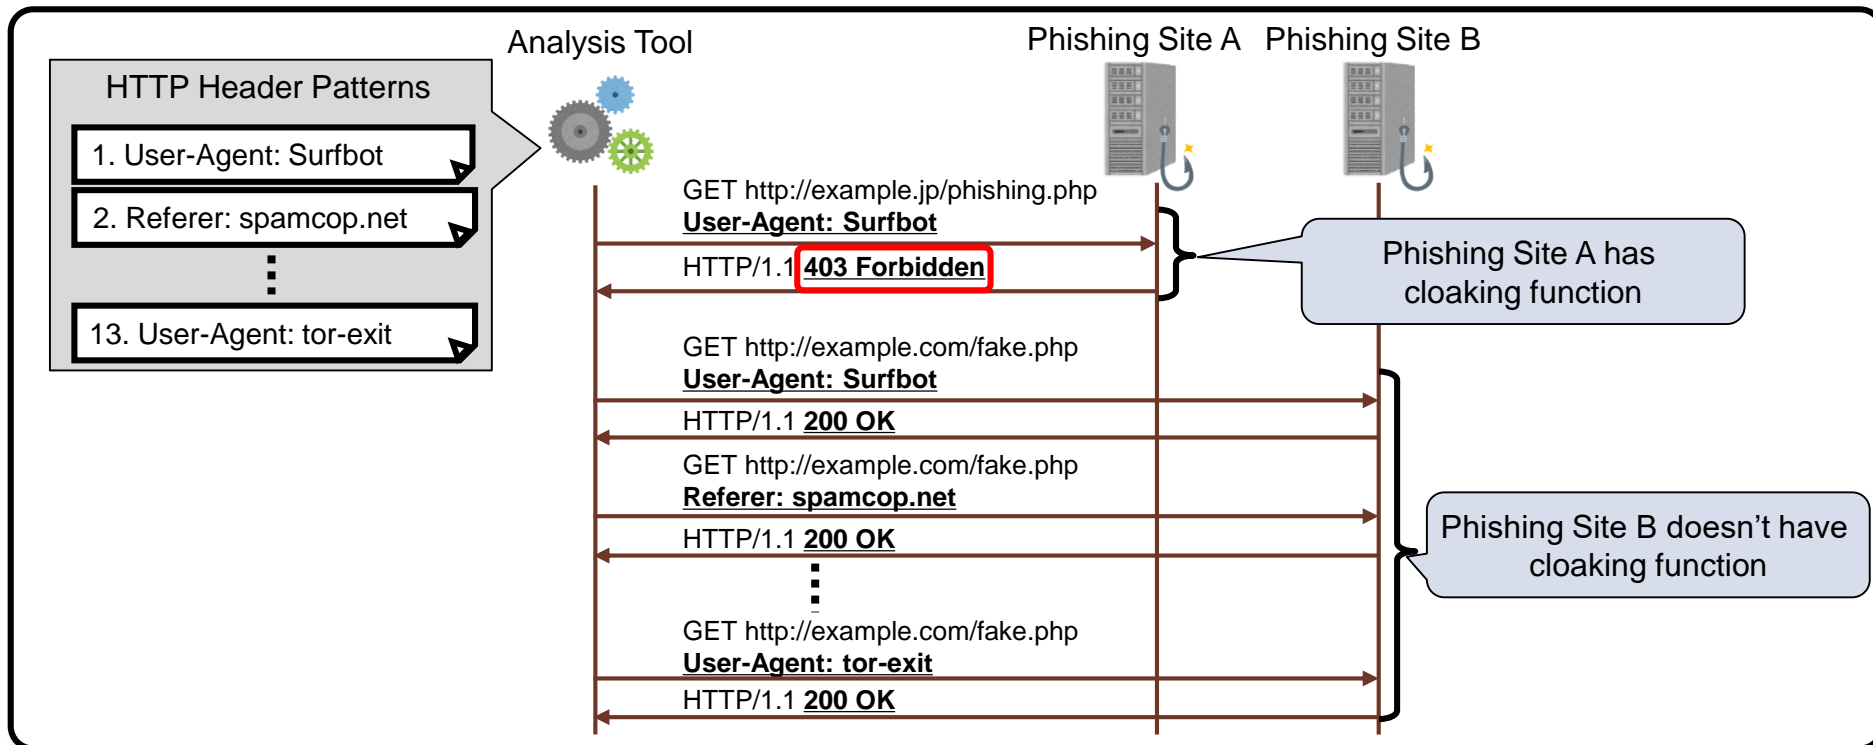 Analysis Tool
Phishing Site A
Phishing Site B
HTTP Header Patterns
1. User-Agent: Surfbot
2. Referer: spamcop.net
13. User-Agent: tor-exit
GET http://example.jp/phishing.php
User-Agent: Surfbot
HTTP/1.1 403 Forbidden
Phishing Site A has
cloaking function
GET http://example.com/fake.php
User-Agent: Surfbot
HTTP/1.1 200 OK
GET http://example.com/fake.php
Referer: spamcop.net
HTTP/1.1 200 OK
Phishing Site B doesn’t have
cloaking function
GET http://example.com/fake.php
User-Agent: tor-exit
HTTP/1.1 200 OK